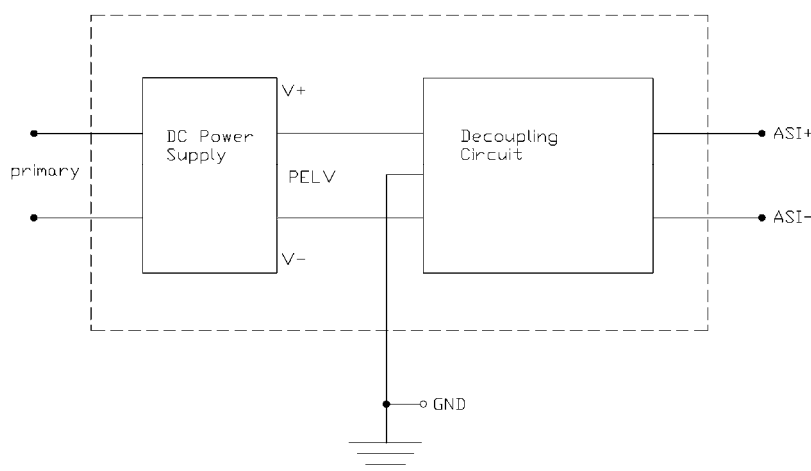 V+
DC Power
Supply
Decoupling
Circuit
ASI+
primary
PELV
ASI-
V-
GND